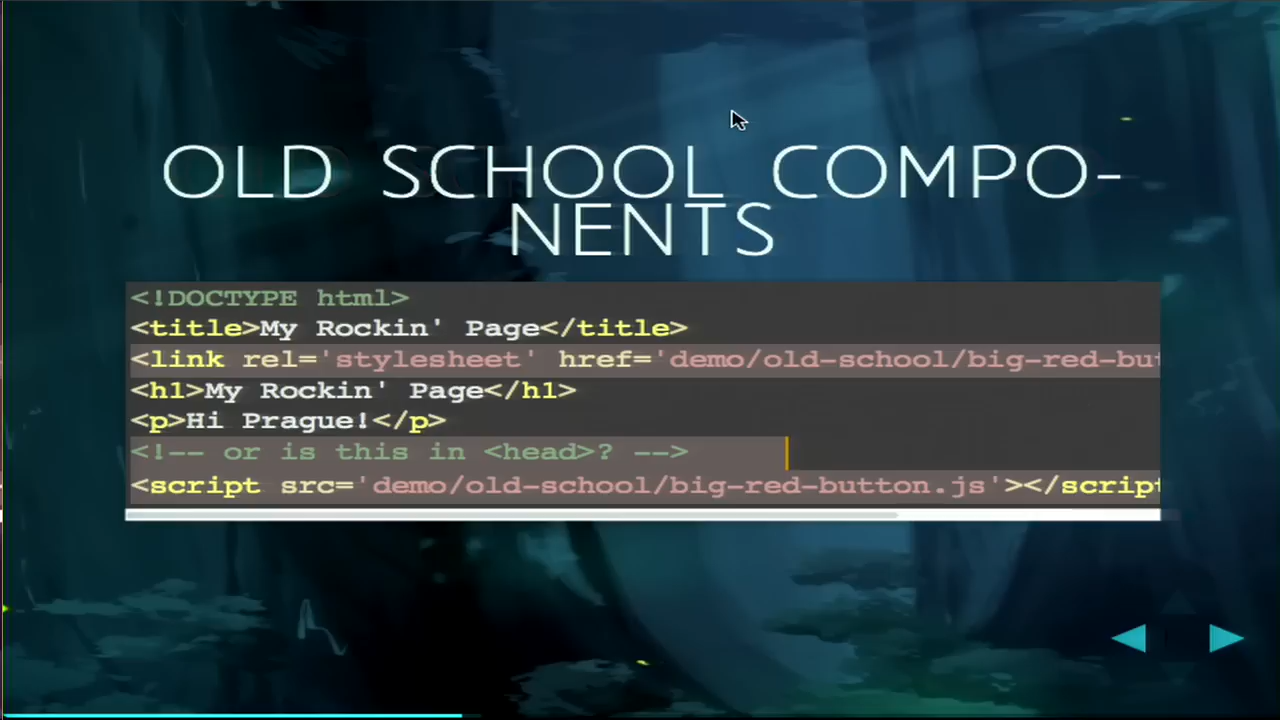 OLD SCHOOL COMPO-
NENTS
<!DOCTYPE html>
<title>My Rockin' Page</title>
<link rel='stylesheet' href='demo/old-school/big-red-but
<h1>My Rockin' Page</h1>
<p>Hi Prague!</p>
<!-- or is this in <head>? -->
<script src='demo/old-school/big-red-button.js'></script